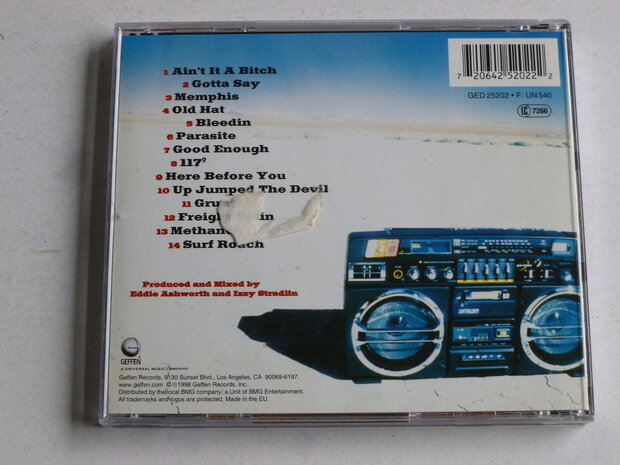 1 Ain't It A Bitch
2 Gotta Say
3 Memphis
4 Old Hat
5 Bleedin
6 Parasite
7 Good Enough
8 117º
9 Here Before You
10 Up Jumped The Devil
11
12
13
14 Surf Roach
Produced and Mixed by
Eddie Ashworth and Izzy Stradlin
7 20642 52022 2
GED 25202 • F: UN 540
LC 7266
GEFFEN
A UNIVERSAL MUSIC COMPANY
Geffen Records, 9130 Sunset Blvd., Los Angeles, CA 90069-6197.
www.geffen.com ©℗1998 Geffen Records, Inc.
Distributed by the local BMG company, a Unit of BMG Entertainment.
All trademarks and logos are protected. Made in the EU.